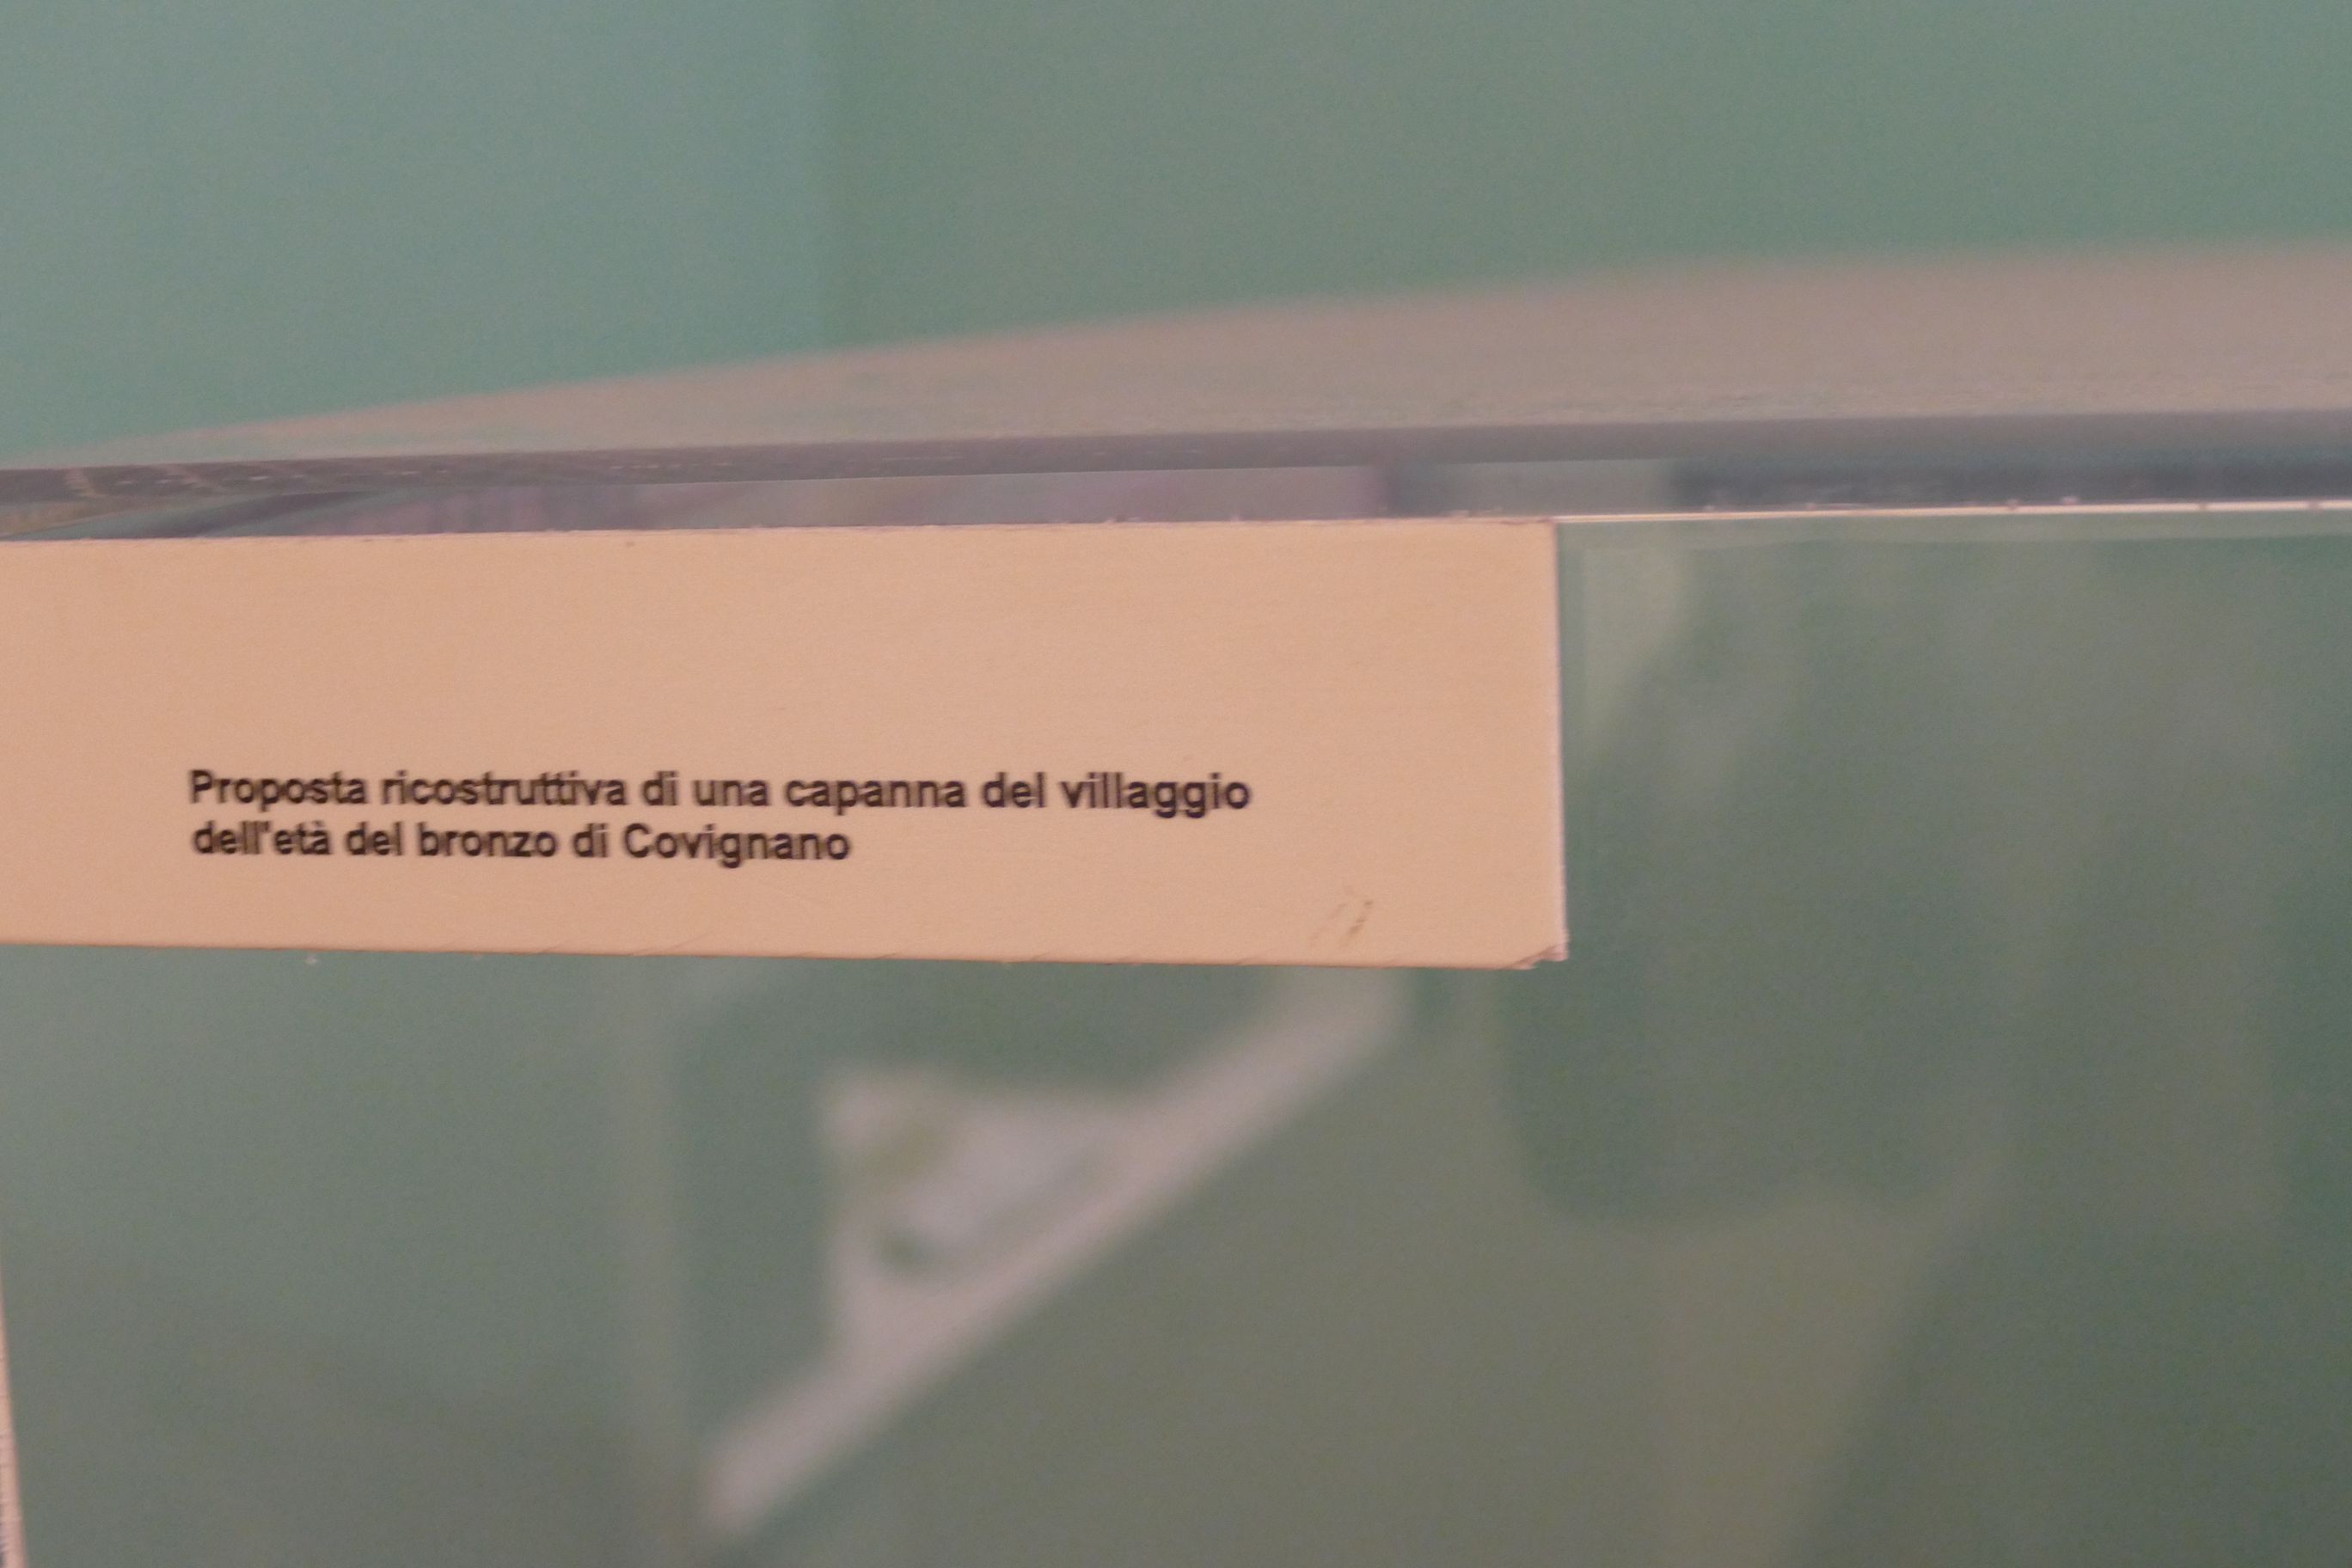 Proposta ricostruttiva di una capanna del villaggio
dell'età del bronzo di Covignano